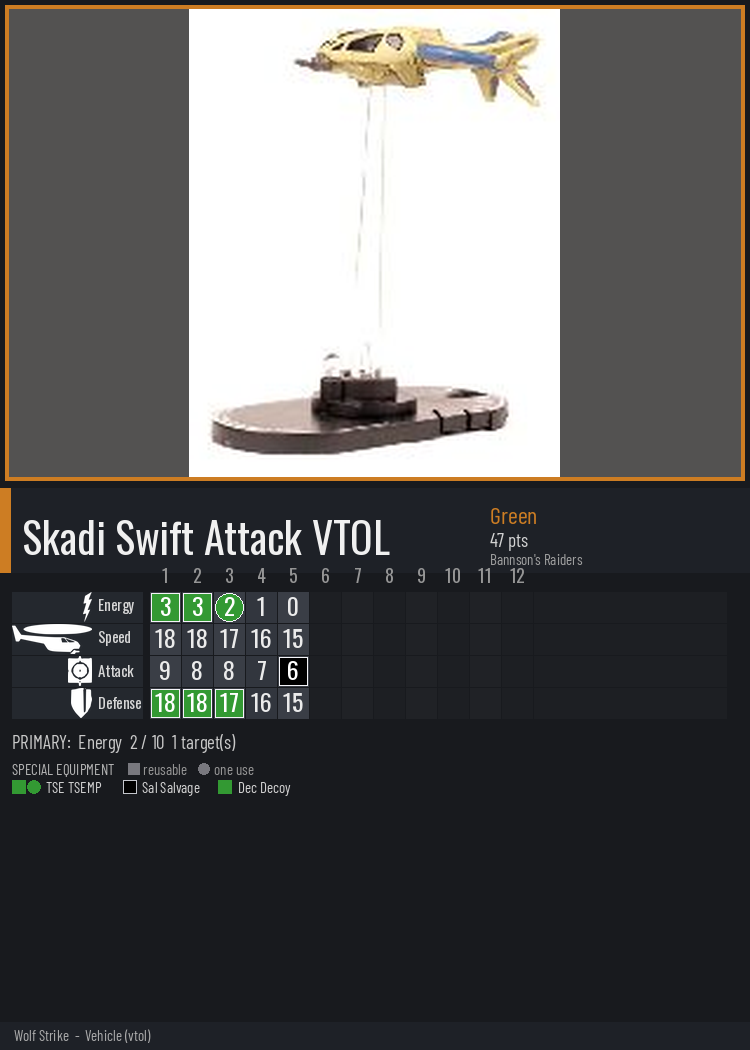 Skadi Swift Attack VTOL
Green
47 pts
Bannson's Raiders
1 2 3 4 5 6 7 8 9 10 11 12
Energy 3 3 2 1 0
Speed 18 18 17 16 15
Attack 9 8 8 7 6
Defense 18 18 17 16 15
PRIMARY: Energy 2 / 10 1 target(s)
SPECIAL EQUIPMENT reusable one use
TSE TSEMP Sal Salvage Dec Decoy
Wolf Strike - Vehicle (vtol)